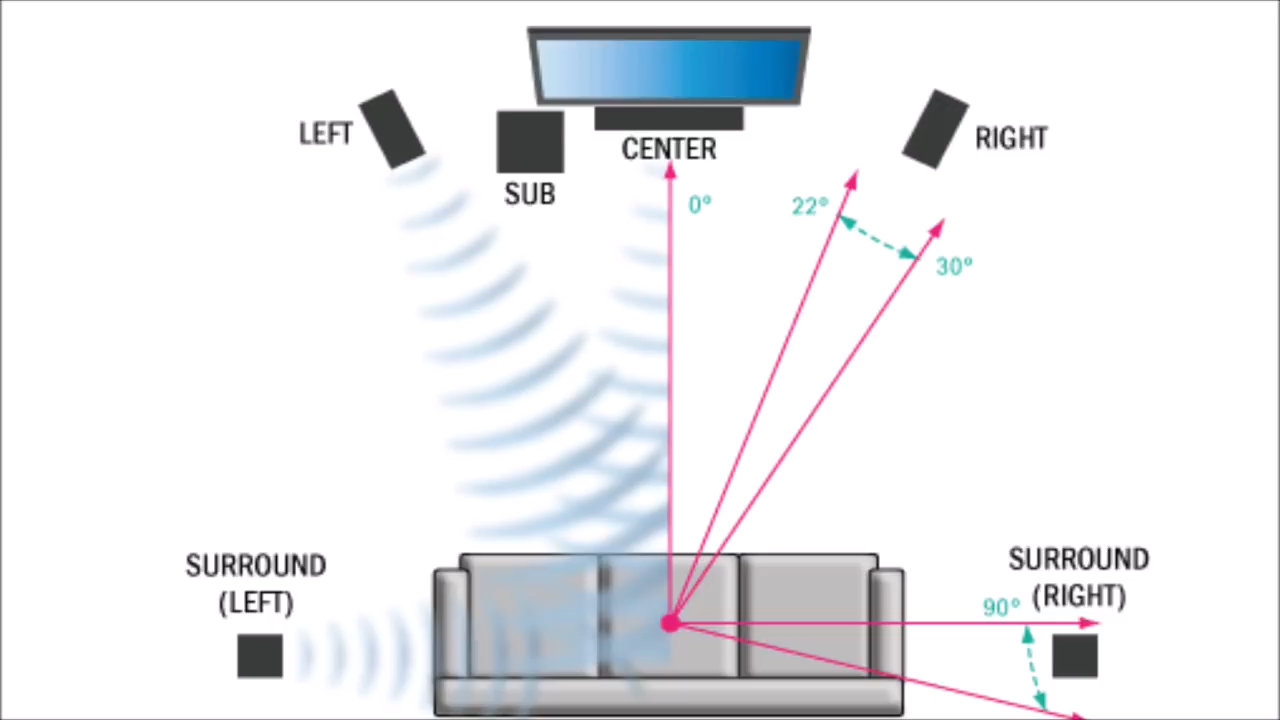 LEFT
SUB
CENTER
RIGHT
0°
22°
30°
SURROUND
(LEFT)
SURROUND
(RIGHT)
90°